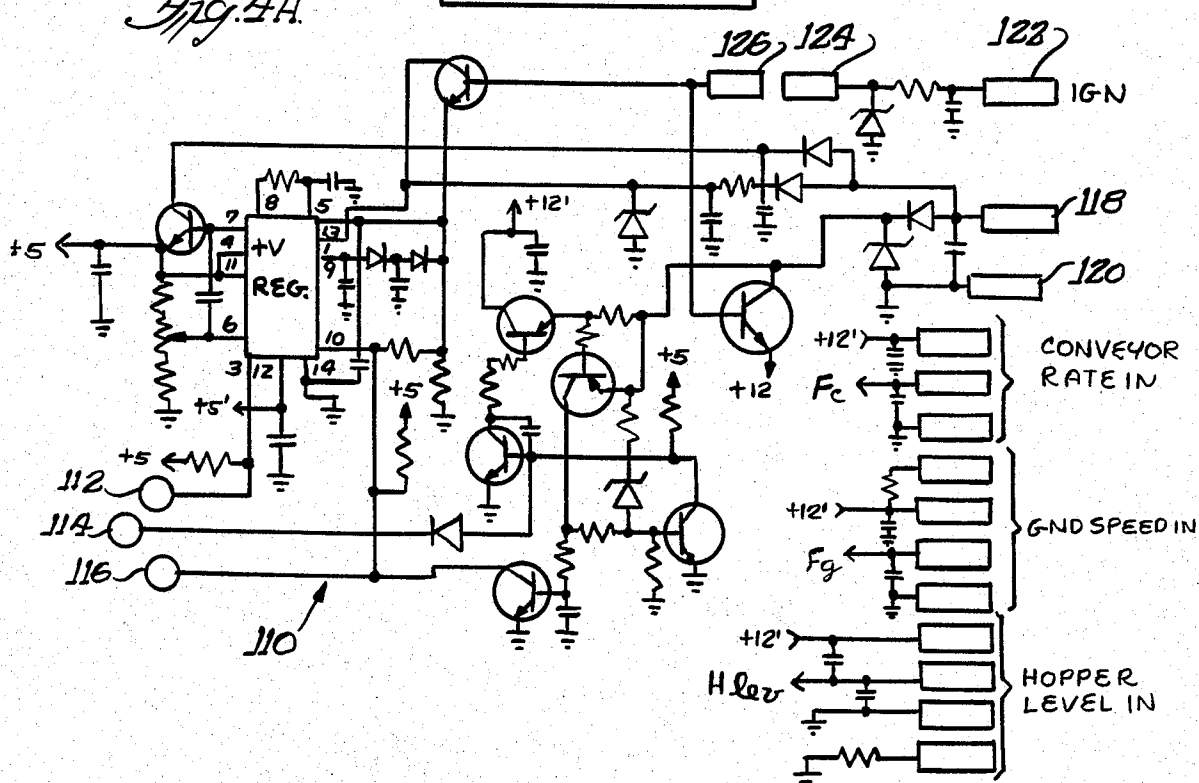 Fig. 4A.
126
124
122
IGN
118
120
8
5
7
13
+5
4
+V
1
11
9
REG.
6
10
3
12
14
+5'
+5
+12'
+5
+5
+12
112
114
116
110
+12'
Fc
CONVEYOR
RATE IN
+12'
Fg
GND SPEED IN
+12'
H lev
HOPPER
LEVEL IN